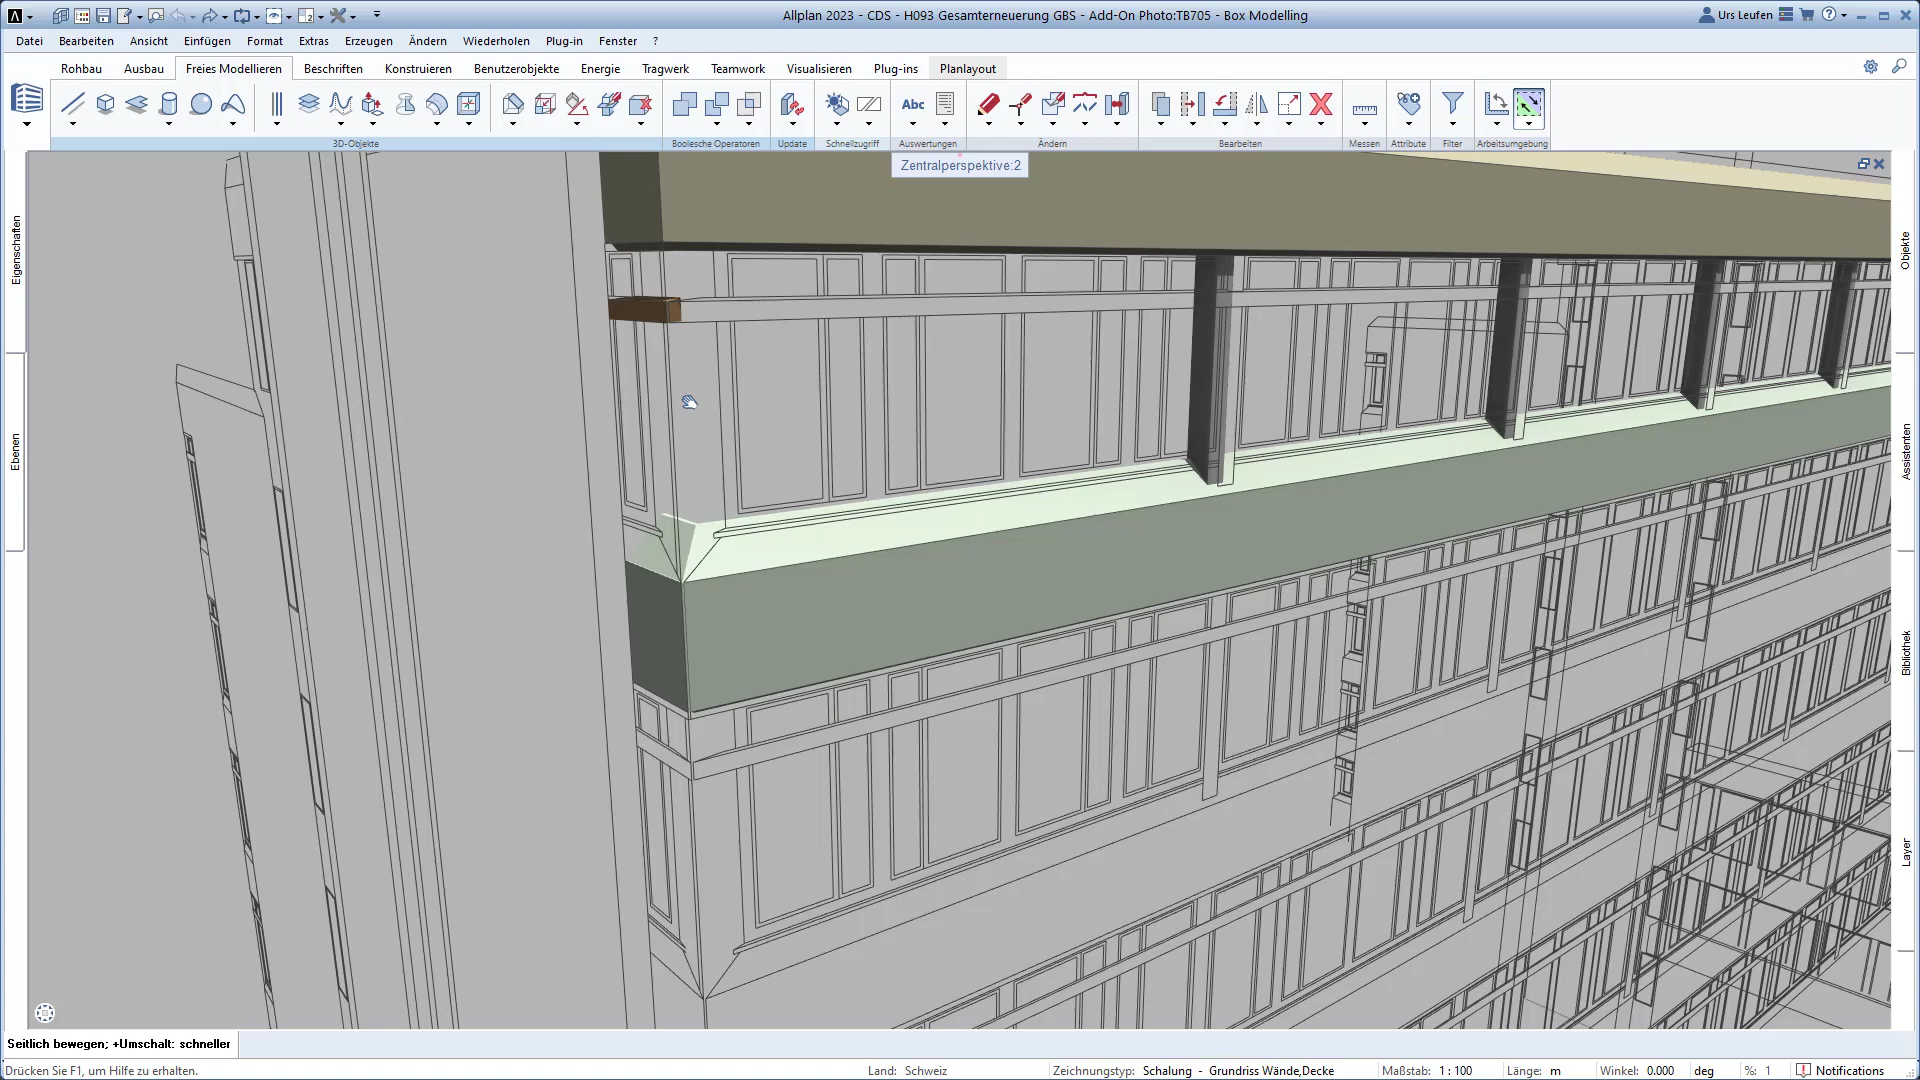 Allplan 2023 - CDS - H093 Gesamterneuerung GBS - Add-On Photo:TB705 - Box Modelling
Urs Leufen
Datei Bearbeiten Ansicht Einfügen Format Extras Erzeugen Ändern Wiederholen Plug-in Fenster ?
Rohbau Ausbau Freies Modellieren Beschriften Konstruieren Benutzerobjekte Energie Tragwerk Teamwork Visualisieren Plug-ins Planlayout
Abc
3D-Objekte Boolesche Operatoren Update Schnellzugriff Auswertungen Ändern Bearbeiten Messen Attribute Filter Arbeitsumgebung
Zentralperspektive:2
Eigenschaften
Ebenen
Objekte
Assistenten
Bibliothek
Layer
Seitlich bewegen; +Umschalt: schneller
Drücken Sie F1, um Hilfe zu erhalten. Land: Schweiz Zeichnungstyp: Schalung - Grundriss Wände,Decke Maßstab: 1 : 100 Länge: m Winkel: 0.000 deg %: 1 Notifications